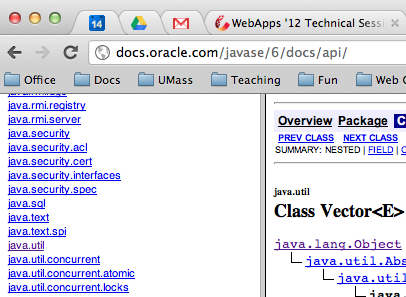 14
WebApps '12 Technical Sessi
docs.oracle.com/javase/6/docs/api/
Office
Docs
UMass
Teaching
Fun
Travel
java.rmi.registry
java.rmi.server
java.security
java.security.acl
java.security.cert
java.security.interfaces
java.security.spec
java.sql
java.text
java.text.spi
java.util
java.util.concurrent
java.util.concurrent.atomic
java.util.concurrent.locks
Overview Package C
PREV CLASS NEXT CLASS
SUMMARY: NESTED | FIELD | C
java.util
Class Vector<E>
java.lang.Object
java.util.Abs
java.util
java